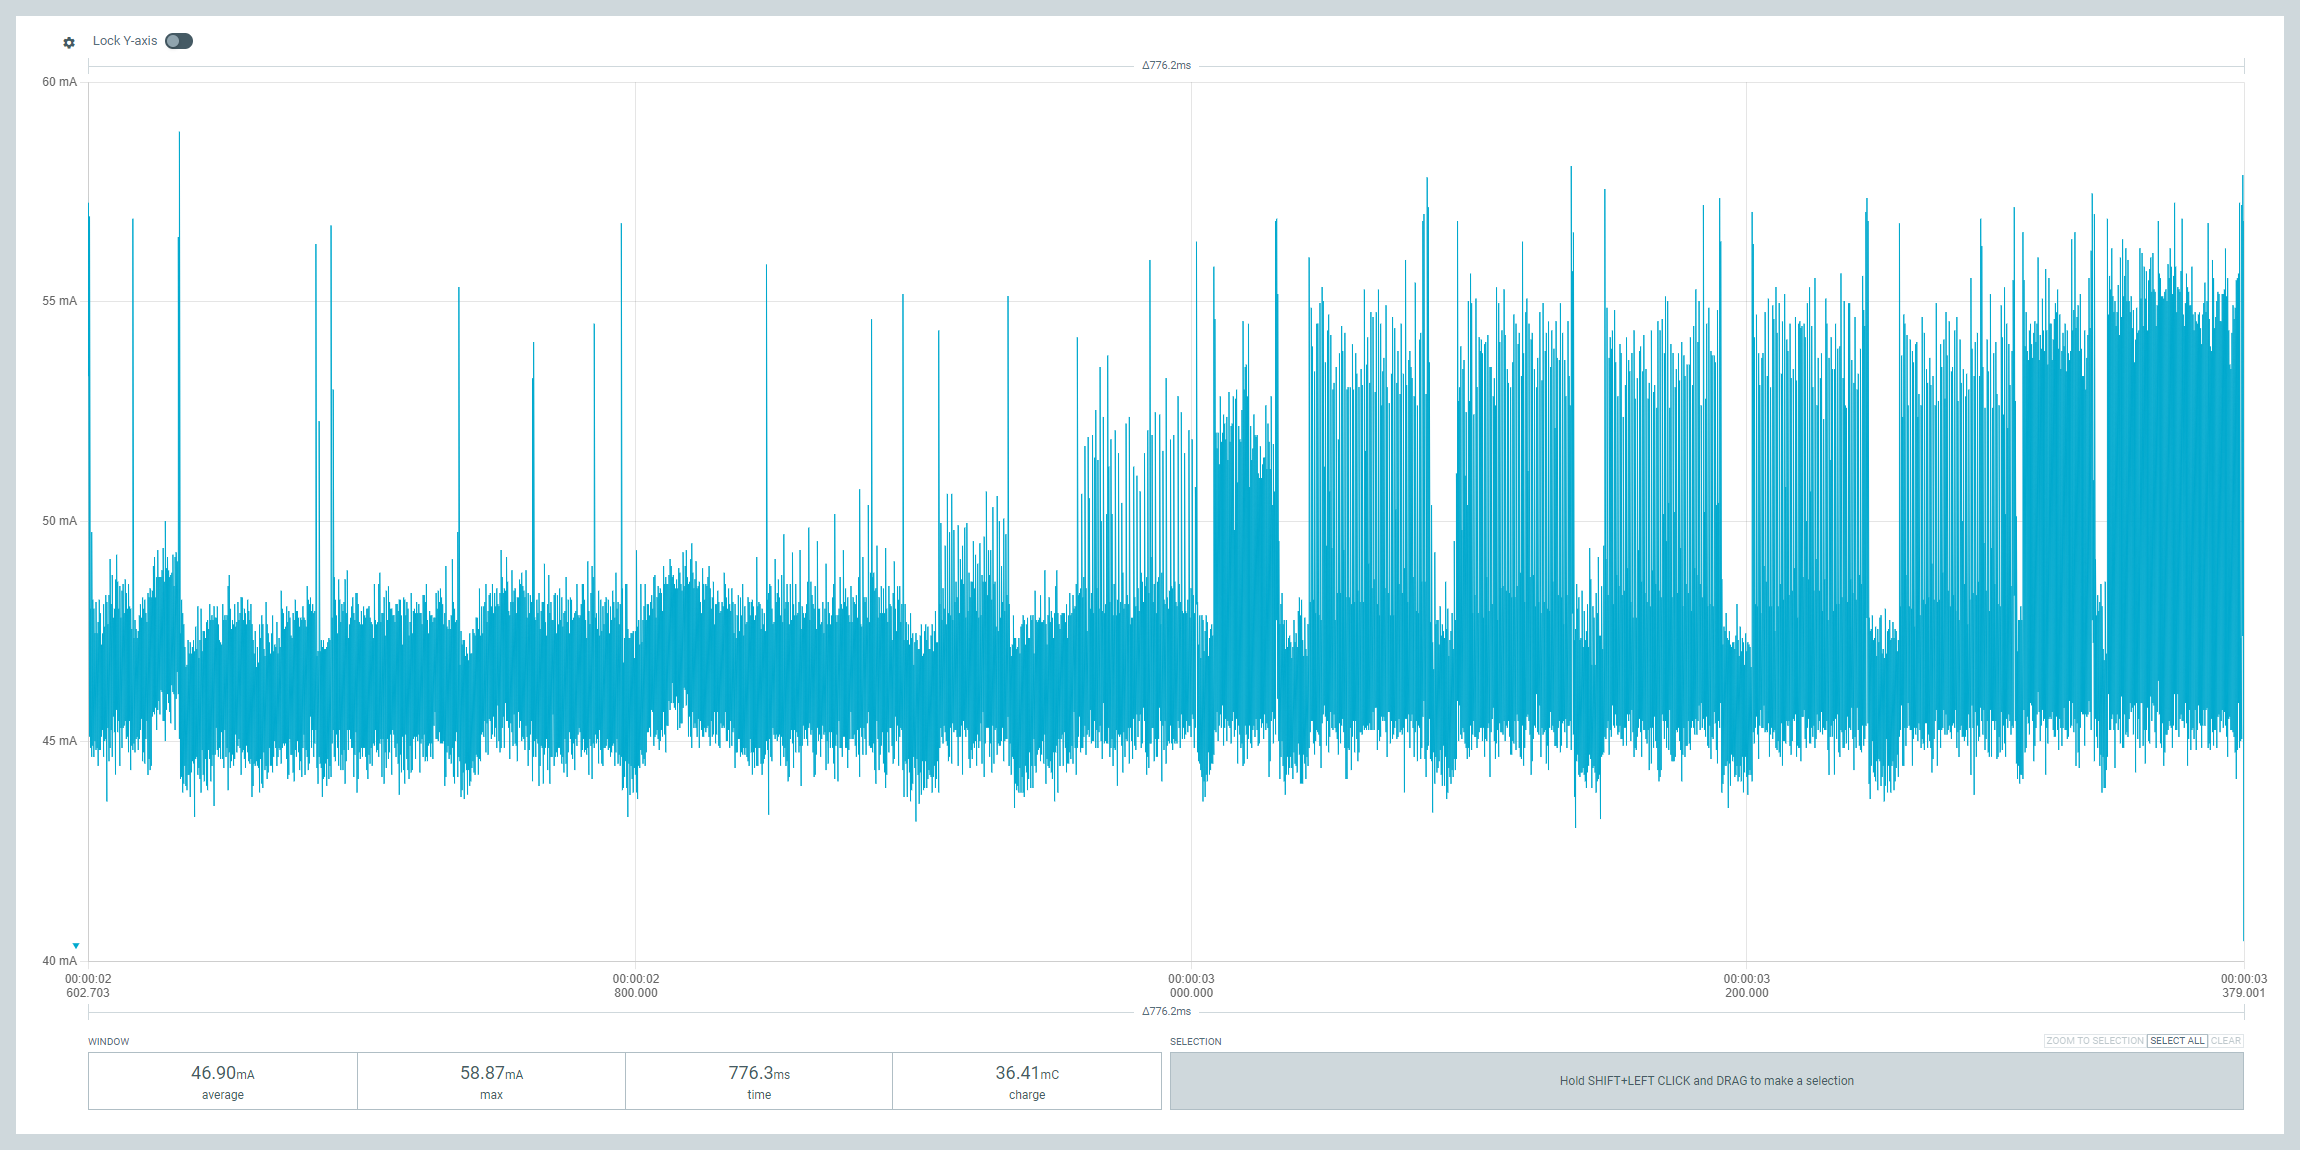 Lock Y-axis
Δ776.2ms
60 mA
55 mA
50 mA
45 mA
40 mA
00:00:02 00:00:02 00:00:03 00:00:03 00:00:03
602.703 800.000 000.000 200.000 379.001
Δ776.2ms
WINDOW SELECTION ZOOM TO SELECTION SELECT ALL CLEAR
46.90mA 58.87mA 776.3ms 36.41mC
average max time charge
Hold SHIFT+LEFT CLICK and DRAG to make a selection